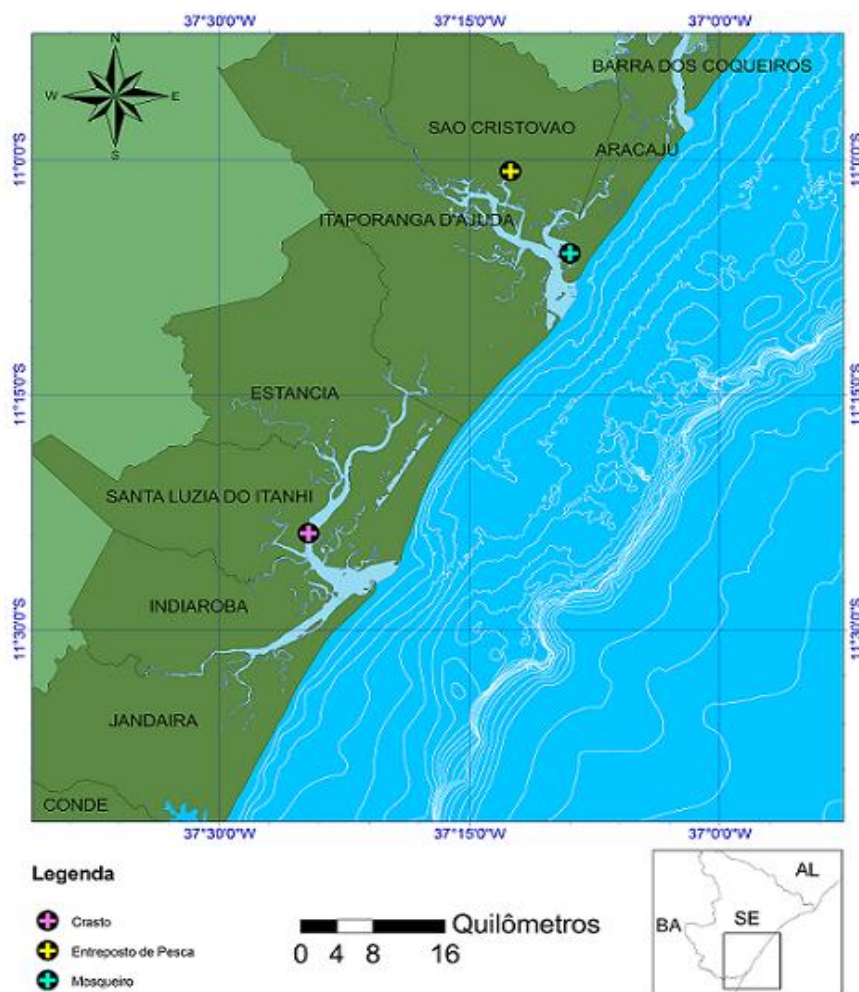 37°30'0"W 37°15'0"W 37°0'0"W
N
W E
S
BARRA DOS COQUEIROS
SAO CRISTOVAO
ARACAJU
11°0'0"S 11°0'0"S
ITAPORANGA D'AJUDA
11°15'0"S 11°15'0"S
ESTANCIA
SANTA LUZIA DO ITANHI
INDIAROBA
11°30'0"S 11°30'0"S
JANDAIRA
CONDE
37°30'0"W 37°15'0"W 37°0'0"W
Legenda
Crasto
Entreposto de Pesca
Mosqueiro
Quilômetros
0 4 8 16
AL
BA SE